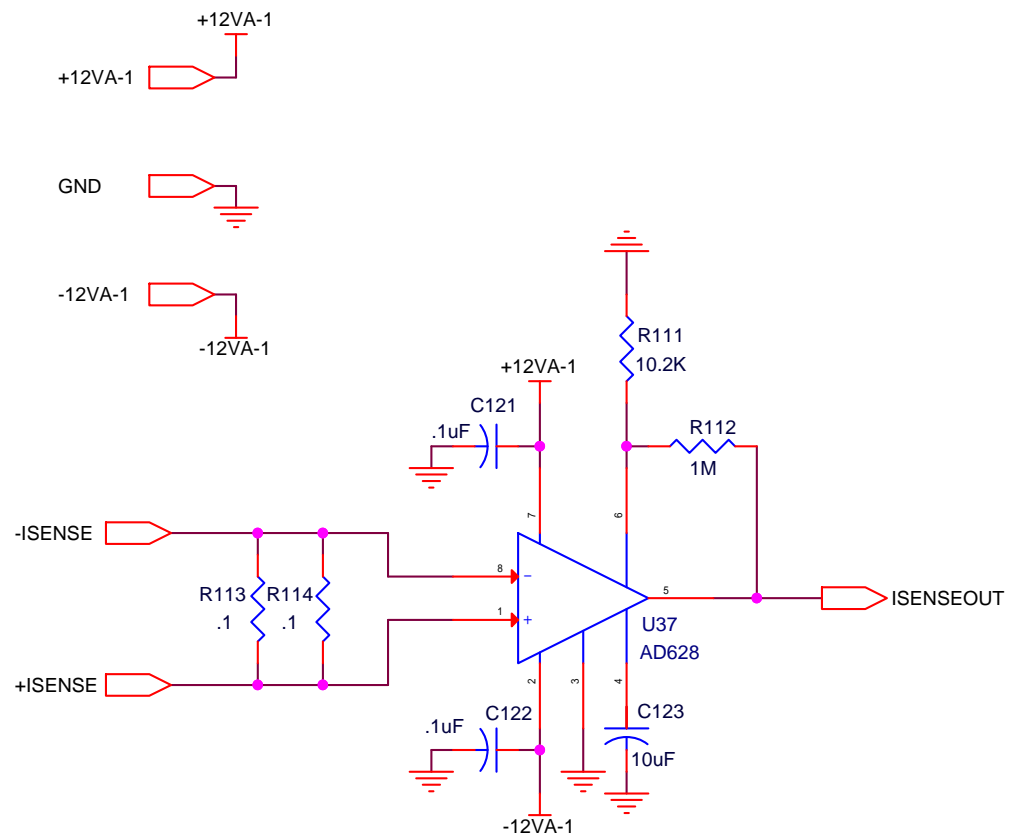 +12VA-1
+12VA-1
GND
-12VA-1
-12VA-1
R111
10.2K
+12VA-1
C121
.1uF
R112
1M
7
6
-ISENSE
8
−
R113
.1
R114
.1
1
+
5
ISENSEOUT
U37
AD628
+ISENSE
2
3
4
C122
.1uF
C123
10uF
-12VA-1